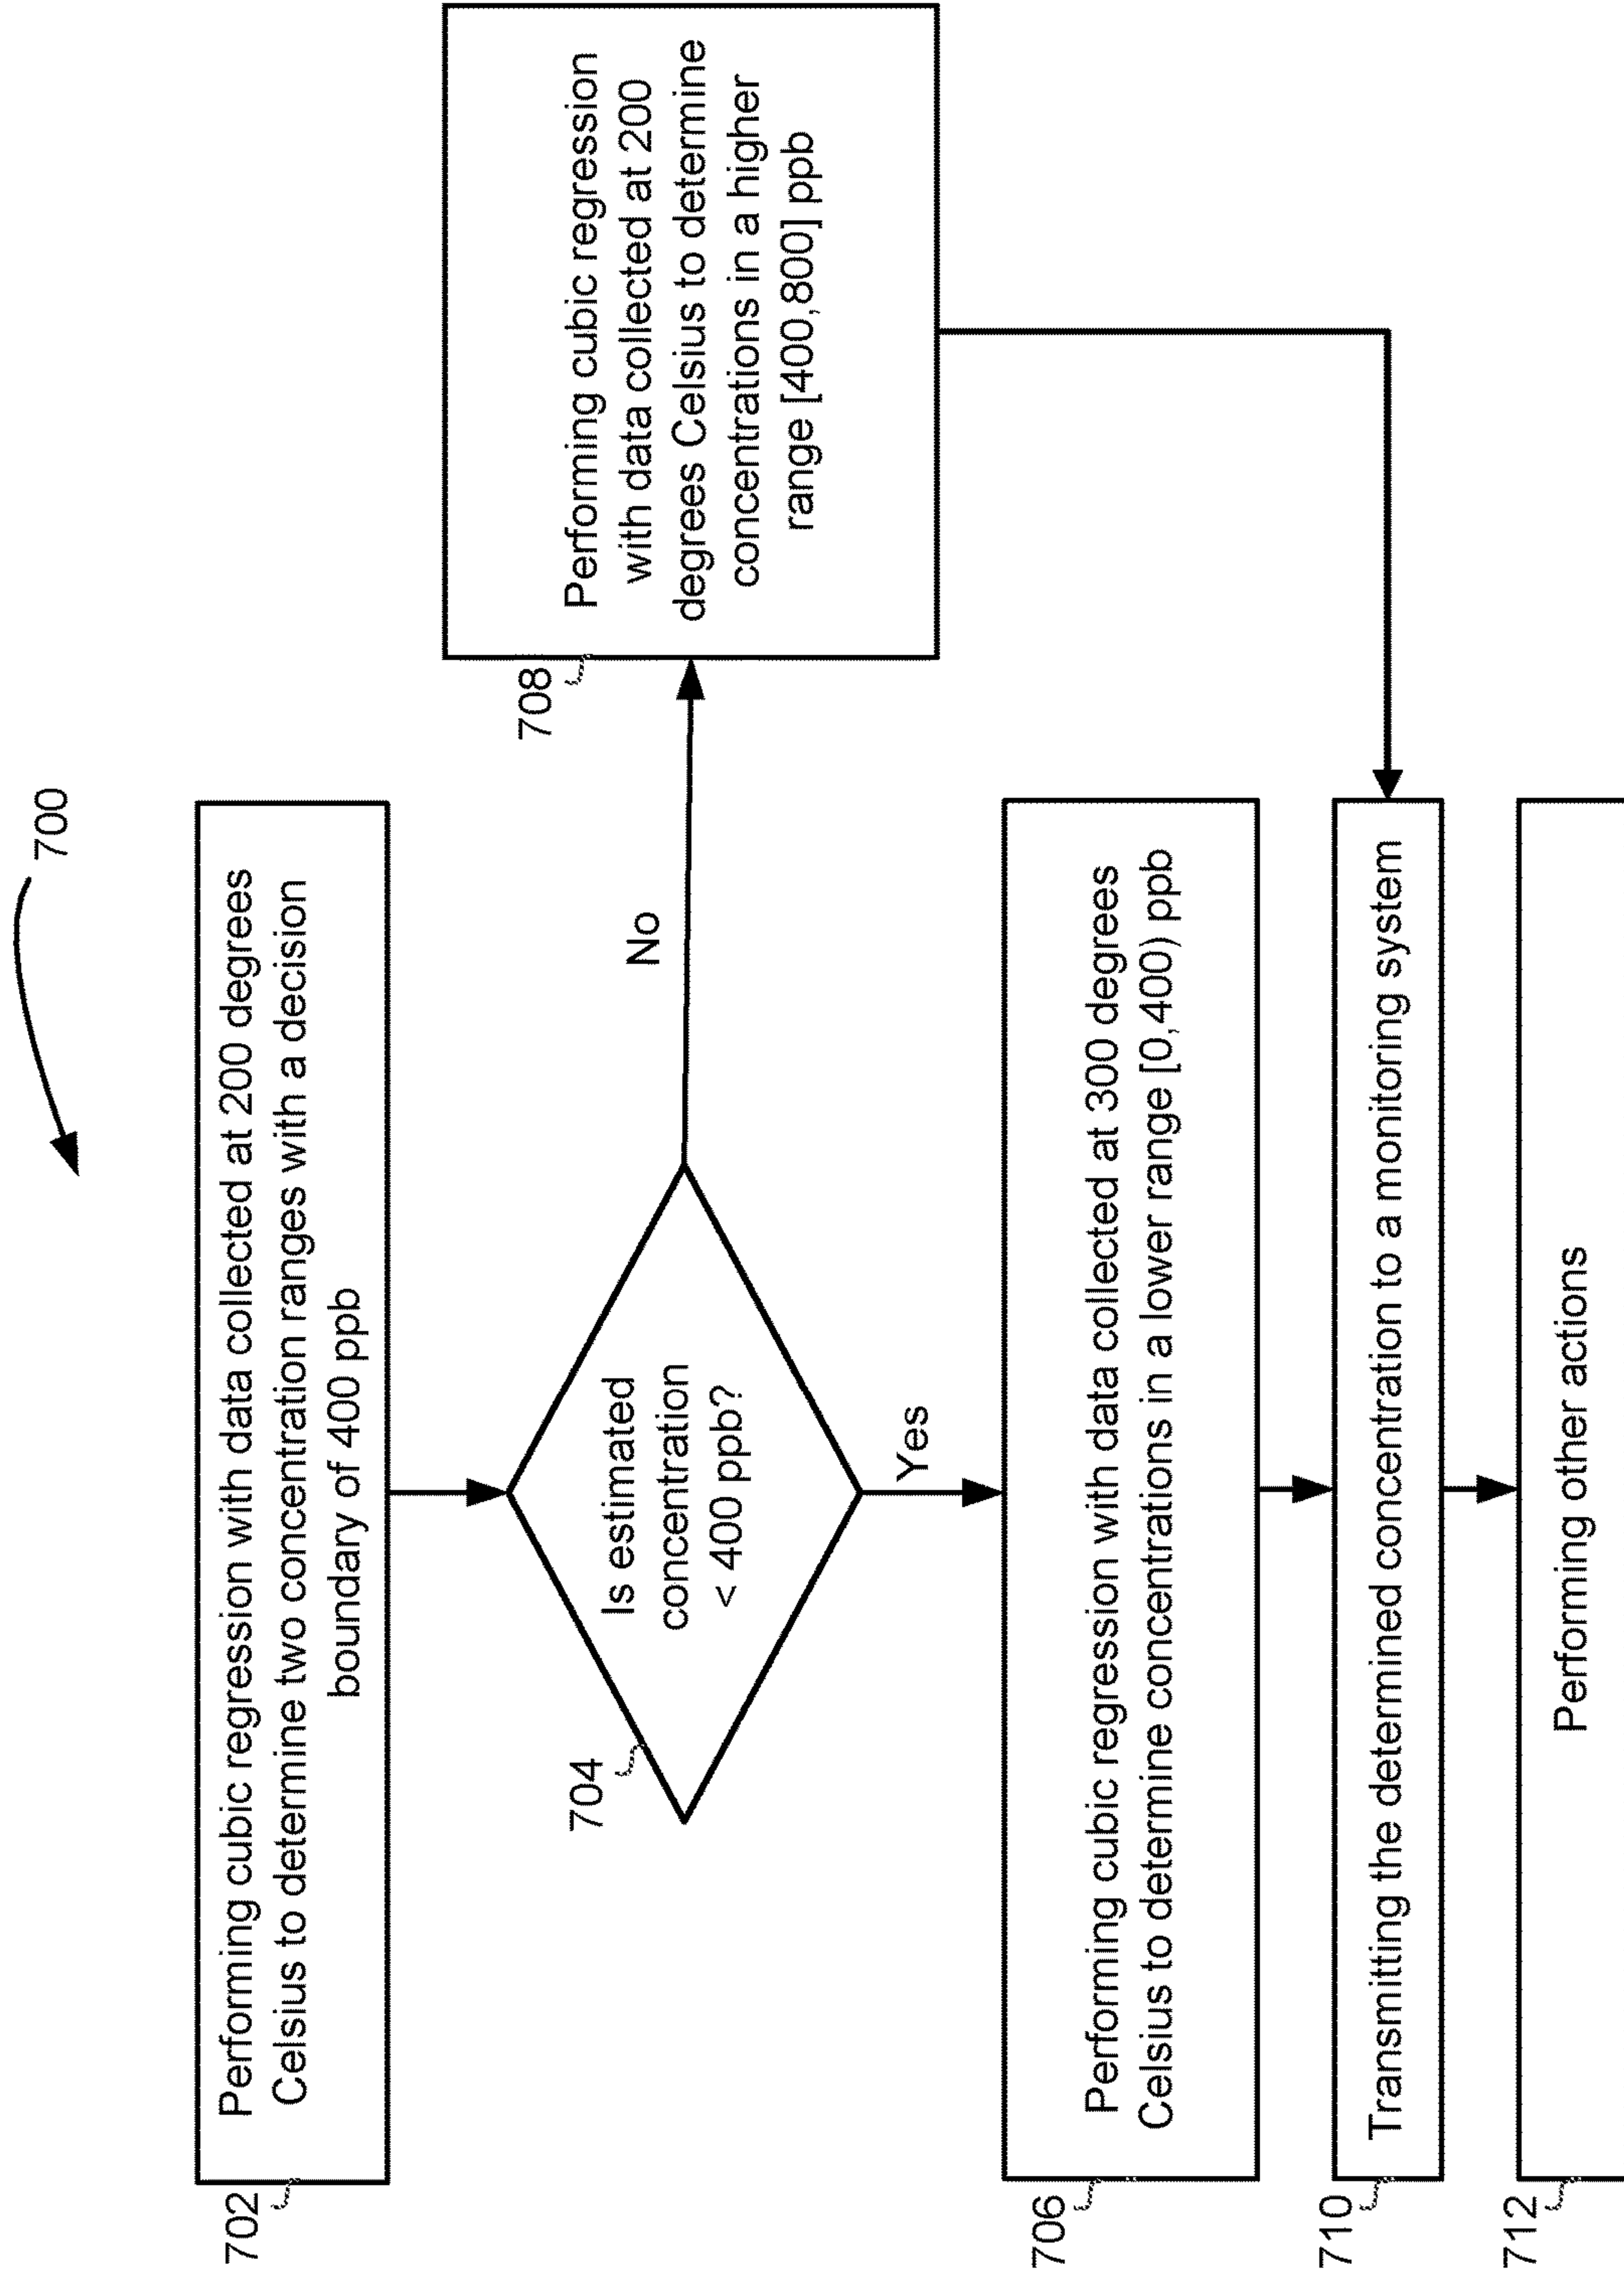 700
702
Performing cubic regression with data collected at 200 degrees
Celsius to determine two concentration ranges with a decision
boundary of 400 ppb
704
Is estimated
concentration
< 400 ppb?
No
708
Performing cubic regression
with data collected at 200
degrees Celsius to determine
concentrations in a higher
range [400,800] ppb
Yes
706
Performing cubic regression with data collected at 300 degrees
Celsius to determine concentrations in a lower range [0,400) ppb
710
Transmitting the determined concentration to a monitoring system
712
Performing other actions